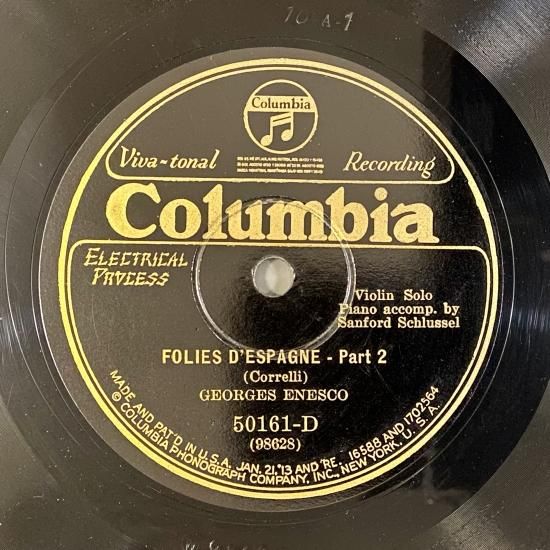 10 A-1
Columbia
Viva-tonal Recording
Columbia
ELECTRICAL
PROCESS
Violin Solo
Piano accomp. by
Sanford Schlussel
FOLIES D'ESPAGNE - Part 2
(Correlli)
GEORGES ENESCO
50161-D
(98628)
MADE AND PAT'D IN U.S.A. JAN. 21, '13 AND 'RE. 16588 AND 1702564
© COLUMBIA PHONOGRAPH COMPANY, INC., NEW YORK, U.S.A.